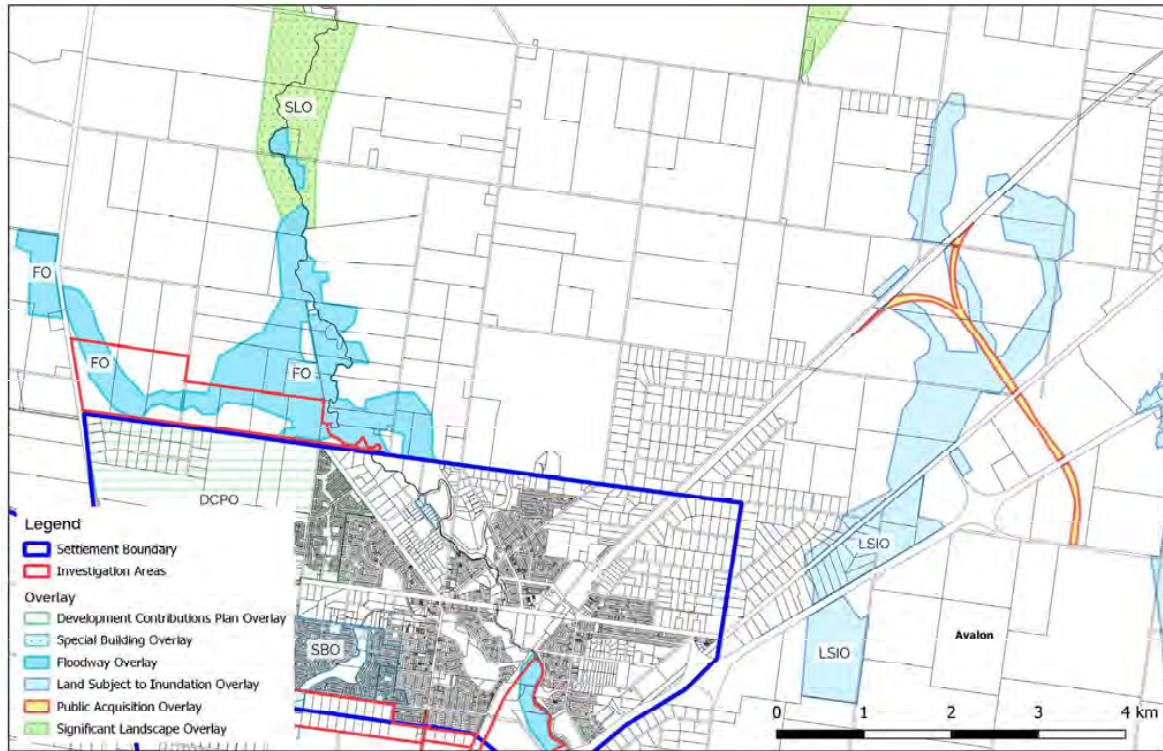 SLO
FO
FO
FO
DCPO
LSIO
SBO
LSIO
Avalon
Legend
Settlement Boundary
Investigation Areas
Overlay
Development Contributions Plan Overlay
Special Building Overlay
Floodway Overlay
Land Subject to Inundation Overlay
Public Acquisition Overlay
Significant Landscape Overlay
0 1 2 3 4 km